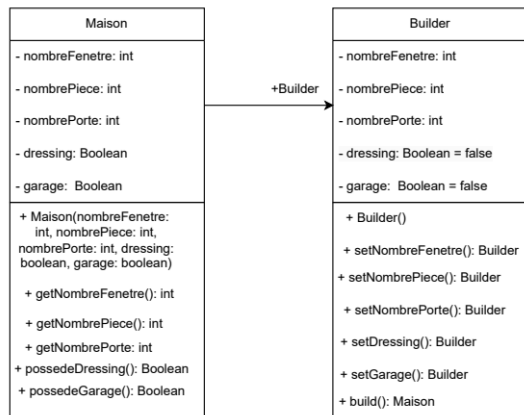 Maison
- nombreFenetre: int
- nombrePiece: int
- nombrePorte: int
- dressing: Boolean
- garage:  Boolean
+ Maison(nombreFenetre:
int, nombrePiece: int,
nombrePorte: int, dressing:
boolean, garage: boolean)
+ getNombreFenetre(): int
+ getNombrePiece(): int
+ getNombrePorte: int
+ possedeDressing(): Boolean
+ possedeGarage(): Boolean
+Builder
Builder
- nombreFenetre: int
- nombrePiece: int
- nombrePorte: int
- dressing: Boolean = false
- garage:  Boolean = false
+ Builder()
+ setNombreFenetre(): Builder
+ setNombrePiece(): Builder
+ setNombrePorte(): Builder
+ setDressing(): Builder
+ setGarage(): Builder
+ build(): Maison